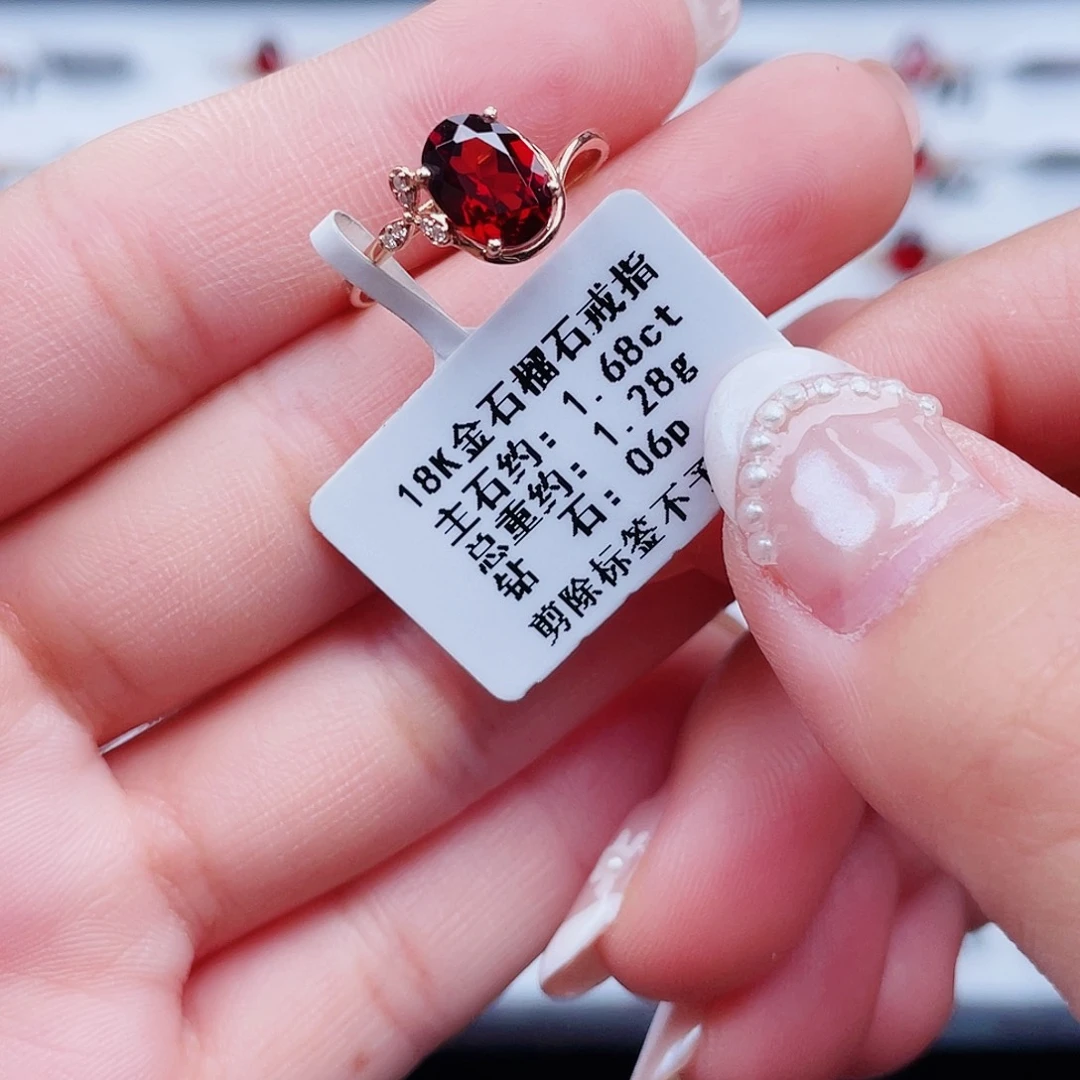 18K金石榴石戒指
主石约: 1.68ct
总重约: 1.28g
钻 石: 06p
剪除标签不